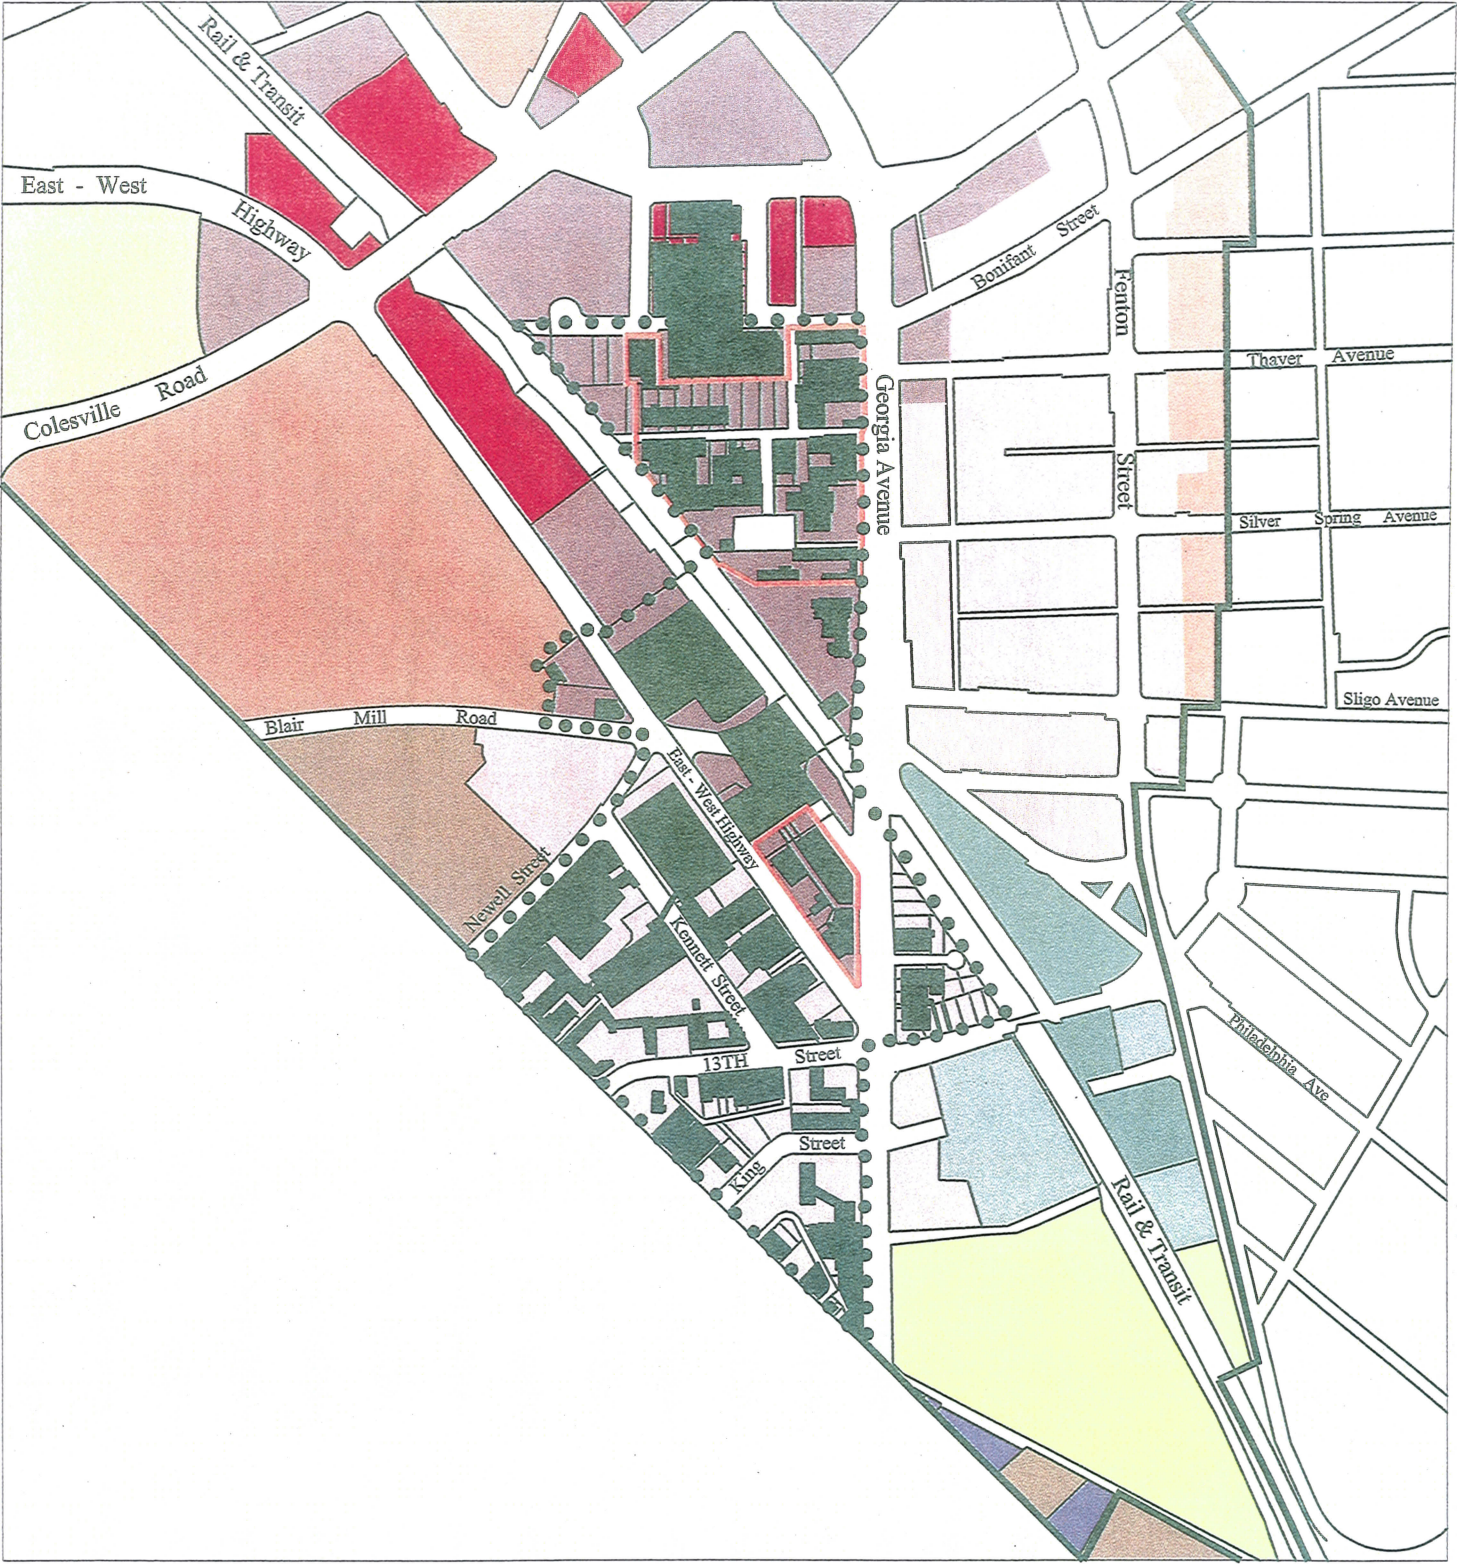 Rail & Transit
East - West
Highway
Colesville Road
Bonifant Street
Fenton
Street
Thayer Avenue
Georgia Avenue
Silver Spring Avenue
Sligo Avenue
Blair Mill Road
East - West Highway
Newell Street
Kennett Street
Philadelphia Ave
13TH Street
King Street
Rail & Transit